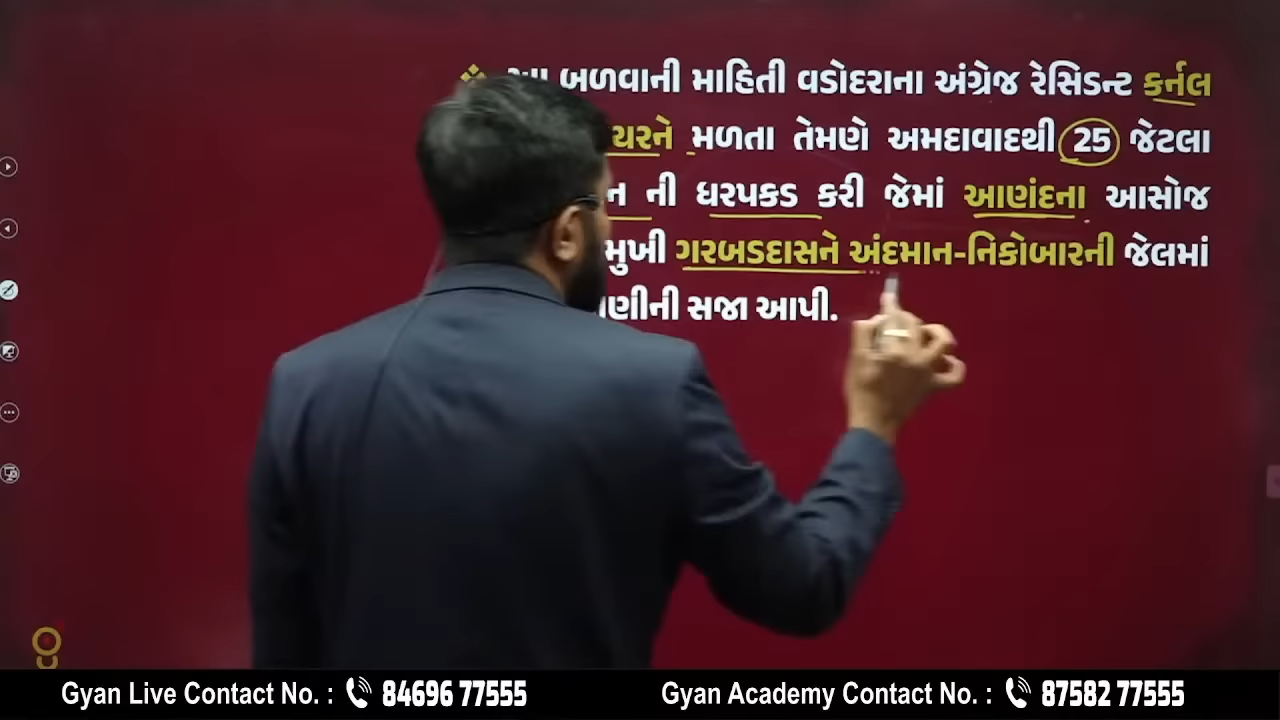 બળવાની માહિતી વડોદરાના અંગ્રેજ રેસિડન્ટ કર્નલ
મળતા તેમણે અમદાવાદથી 25 જેટલા
ની ધરપકડ કરી જેમાં આણંદના આસોજ
ગરબડદાસને અંદમાન-નિકોબારની જેલમાં
સજા આપી.
Gyan Live Contact No. : 84696 77555
Gyan Academy Contact No. : 87582 77555